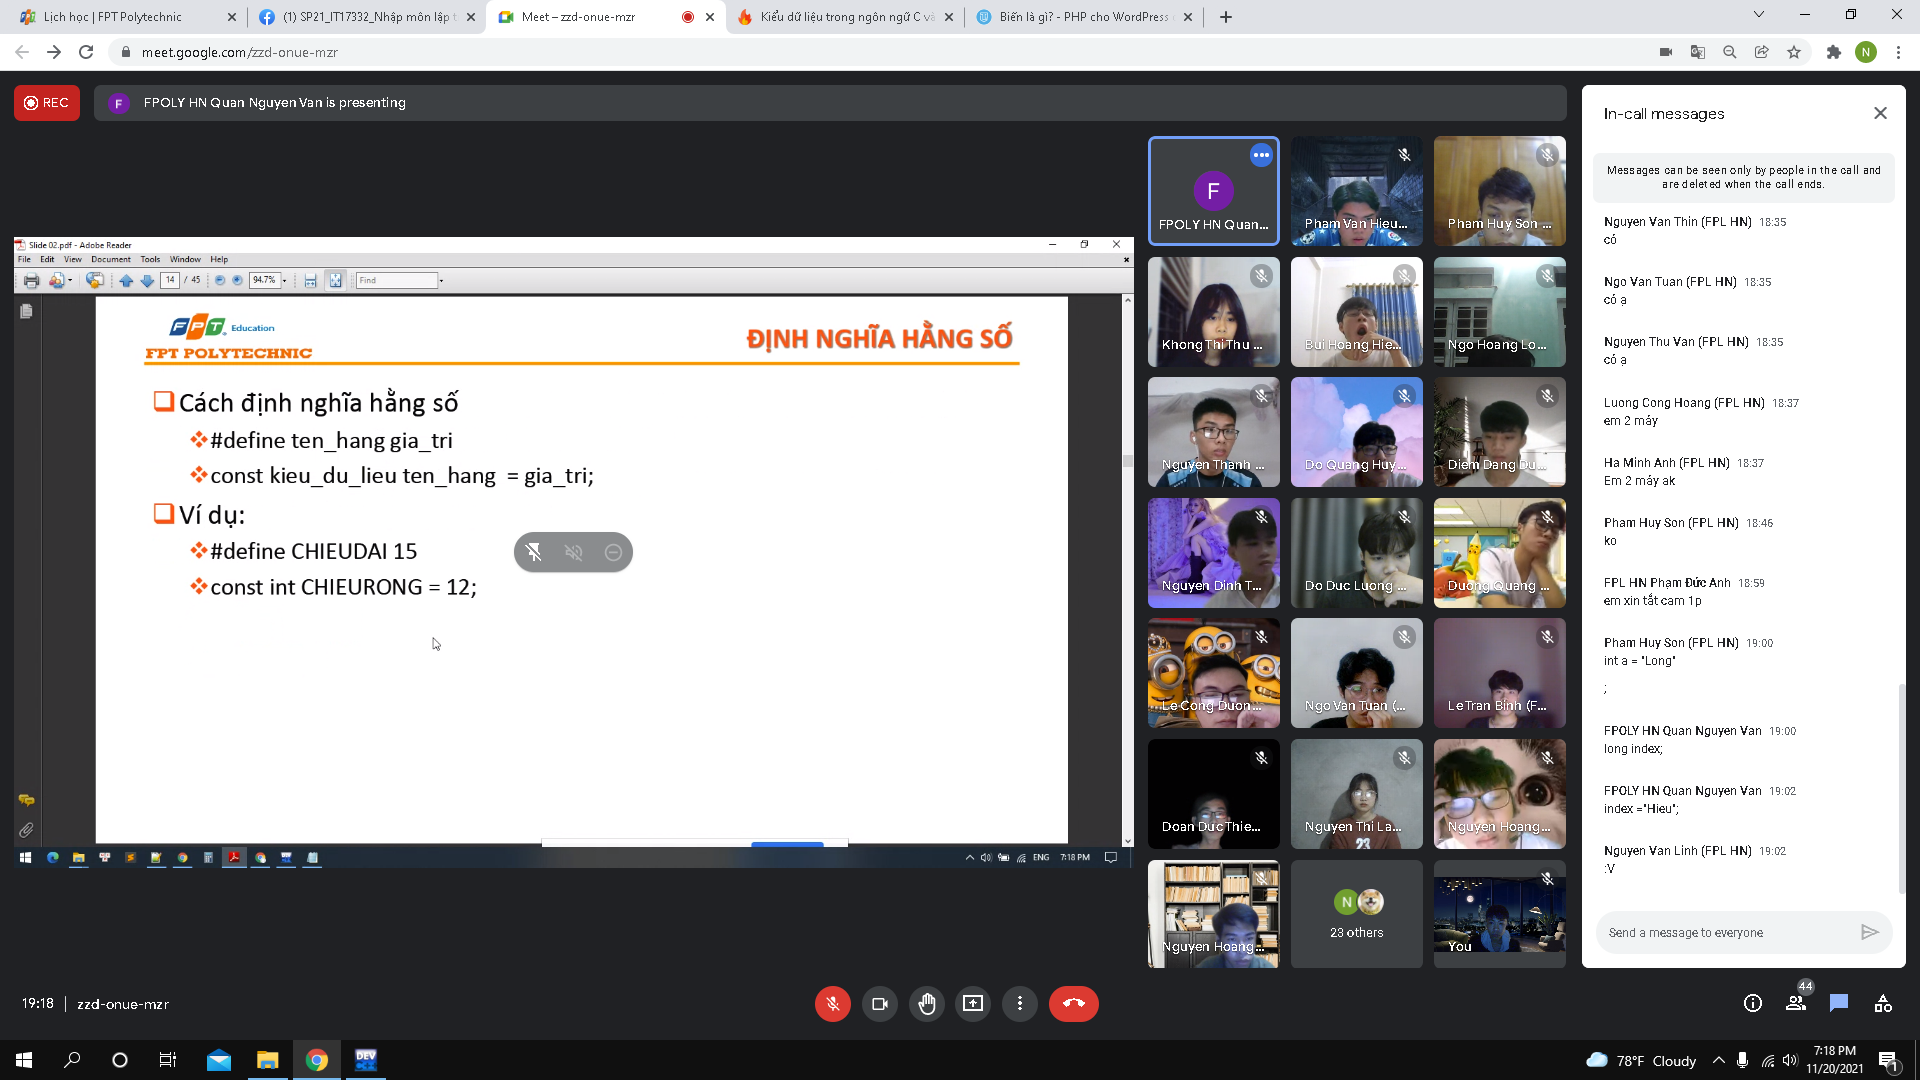 Lịch học | FPT Polytechnic
(1) SP21_IT17332_Nhập môn lập t
Meet – zzd-onue-mzr
Kiểu dữ liệu trong ngôn ngữ C và
Biến là gì? - PHP cho WordPress
meet.google.com/zzd-onue-mzr
N
REC
F
FPOLY HN Quan Nguyen Van is presenting
Slide 02.pdf - Adobe Reader
File Edit View Document Tools Window Help
14 / 45 94.7% Find
FPT. Education
FPT POLYTECHNIC
ĐỊNH NGHĨA HẰNG SỐ
Cách định nghĩa hằng số
#define ten_hang gia_tri
const kieu_du_lieu ten_hang = gia_tri;
Ví dụ:
#define CHIEUDAI 15
const int CHIEURONG = 12;
ENG 7:18 PM
F
FPOLY HN Quan...
Pham Van Hieu...
Pham Huy Son ...
Khong Thi Thu ...
Bui Hoang Hie...
Ngo Hoang Lo...
Nguyen Thanh ...
Do Quang Huy...
Diem Dang Du...
Nguyen Dinh T...
Do Duc Luong ...
Duong Quang ...
Le Cong Duon...
Ngo Van Tuan (...
Le Tran Binh (F...
Doan Duc Thie...
Nguyen Thi La...
23
Nguyen Hoang...
Nguyen Hoang...
N
23 others
You
In-call messages
Messages can be seen only by people in the call and
are deleted when the call ends.
Nguyen Van Thin (FPL HN) 18:35
có
Ngo Van Tuan (FPL HN) 18:35
có ạ
Nguyen Thu Van (FPL HN) 18:35
có ạ
Luong Cong Hoang (FPL HN) 18:37
em 2 máy
Ha Minh Anh (FPL HN) 18:37
Em 2 máy ak
Pham Huy Son (FPL HN) 18:46
ko
FPL HN Phạm Đức Anh 18:59
em xin tắt cam 1p
Pham Huy Son (FPL HN) 19:00
int a = "Long"
;
FPOLY HN Quan Nguyen Van 19:00
long index;
FPOLY HN Quan Nguyen Van 19:02
index ="Hieu";
Nguyen Van Linh (FPL HN) 19:02
:V
Send a message to everyone
19:18 | zzd-onue-mzr
44
DEV
78°F Cloudy
7:18 PM
11/20/2021
1